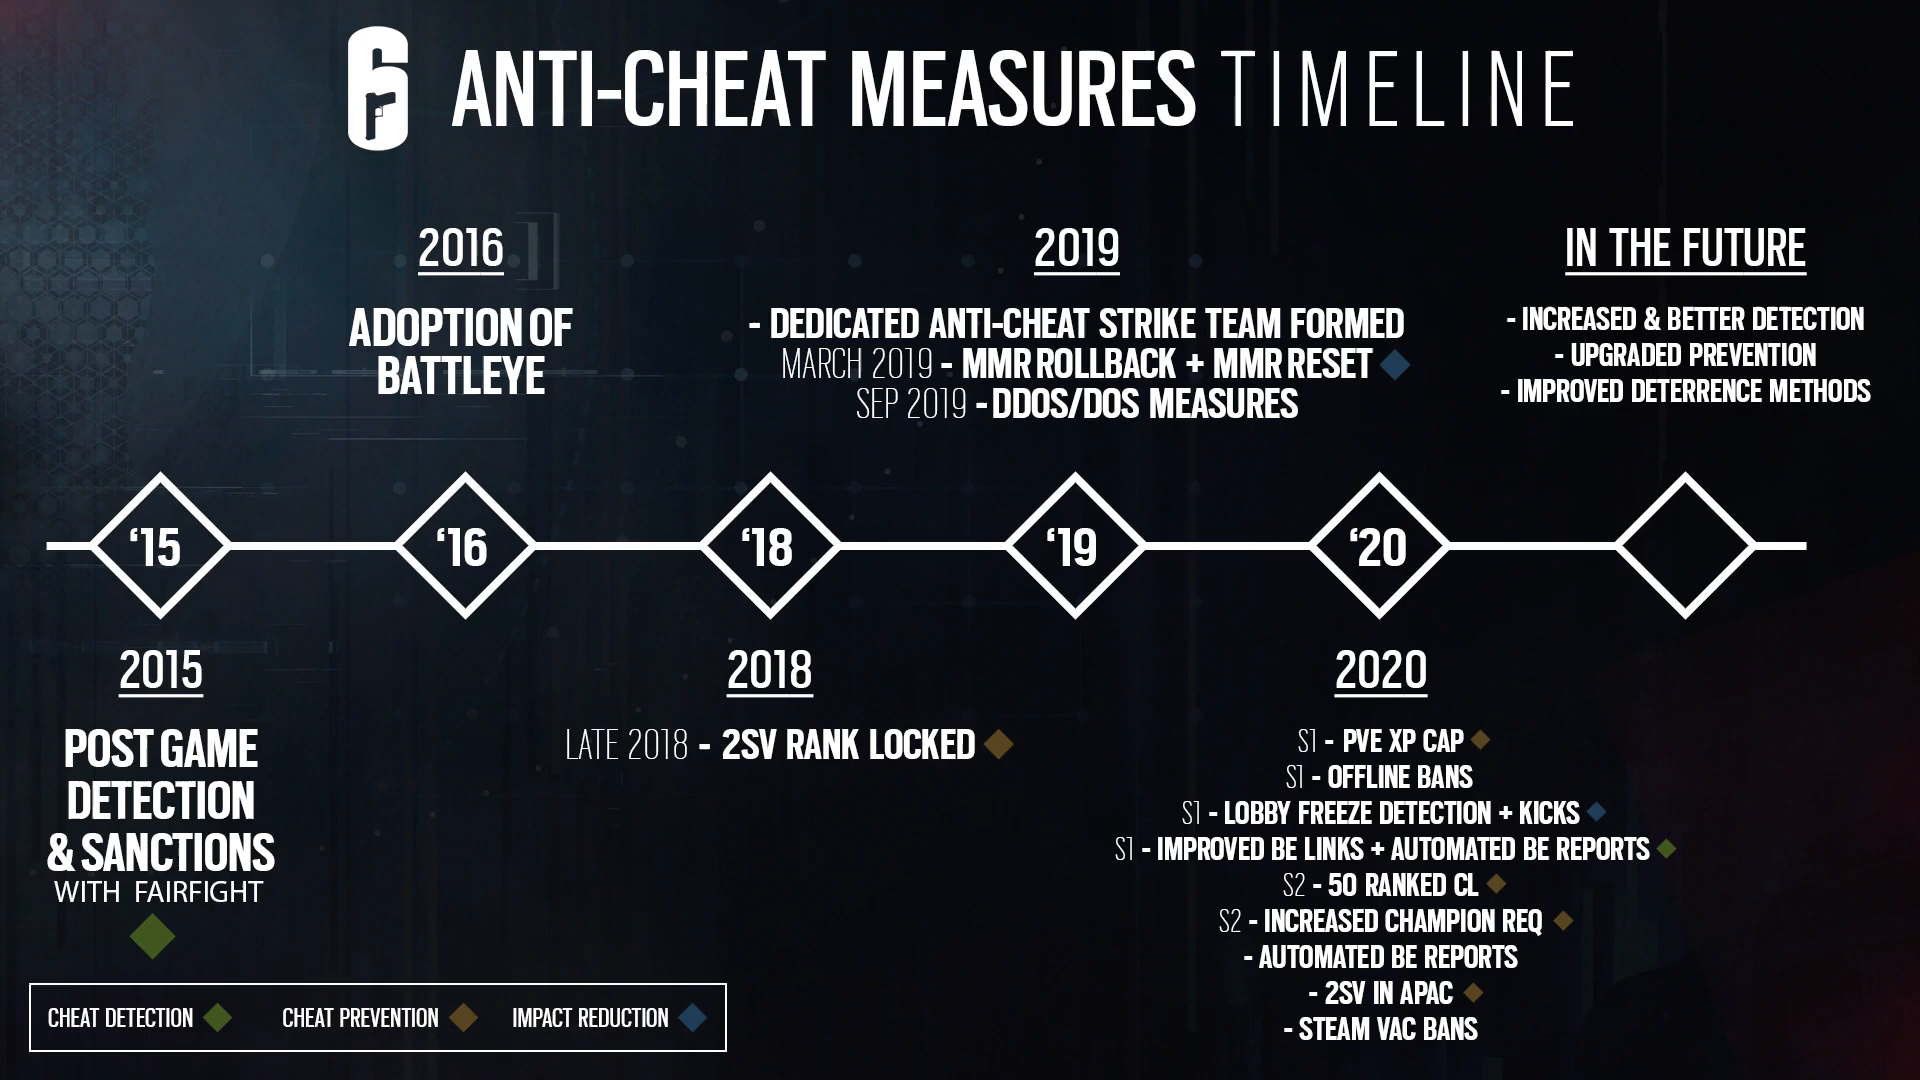 ANTI-CHEAT MEASURES TIMELINE
2016
ADOPTION OF
BATTLEYE
2019
- DEDICATED ANTI-CHEAT STRIKE TEAM FORMED
MARCH 2019 - MMR ROLLBACK + MMR RESET
SEP 2019 - DDOS/DOS MEASURES
IN THE FUTURE
- INCREASED & BETTER DETECTION
- UPGRADED PREVENTION
- IMPROVED DETERRENCE METHODS
‘15
‘16
‘18
‘19
‘20
2015
POST GAME
DETECTION
& SANCTIONS
WITH FAIRFIGHT
2018
LATE 2018 - 2SV RANK LOCKED
2020
S1 - PVE XP CAP
S1 - OFFLINE BANS
S1 - LOBBY FREEZE DETECTION + KICKS
S1 - IMPROVED BE LINKS + AUTOMATED BE REPORTS
S2 - 50 RANKED CL
S2 - INCREASED CHAMPION REQ
- AUTOMATED BE REPORTS
- 2SV IN APAC
- STEAM VAC BANS
CHEAT DETECTION
CHEAT PREVENTION
IMPACT REDUCTION